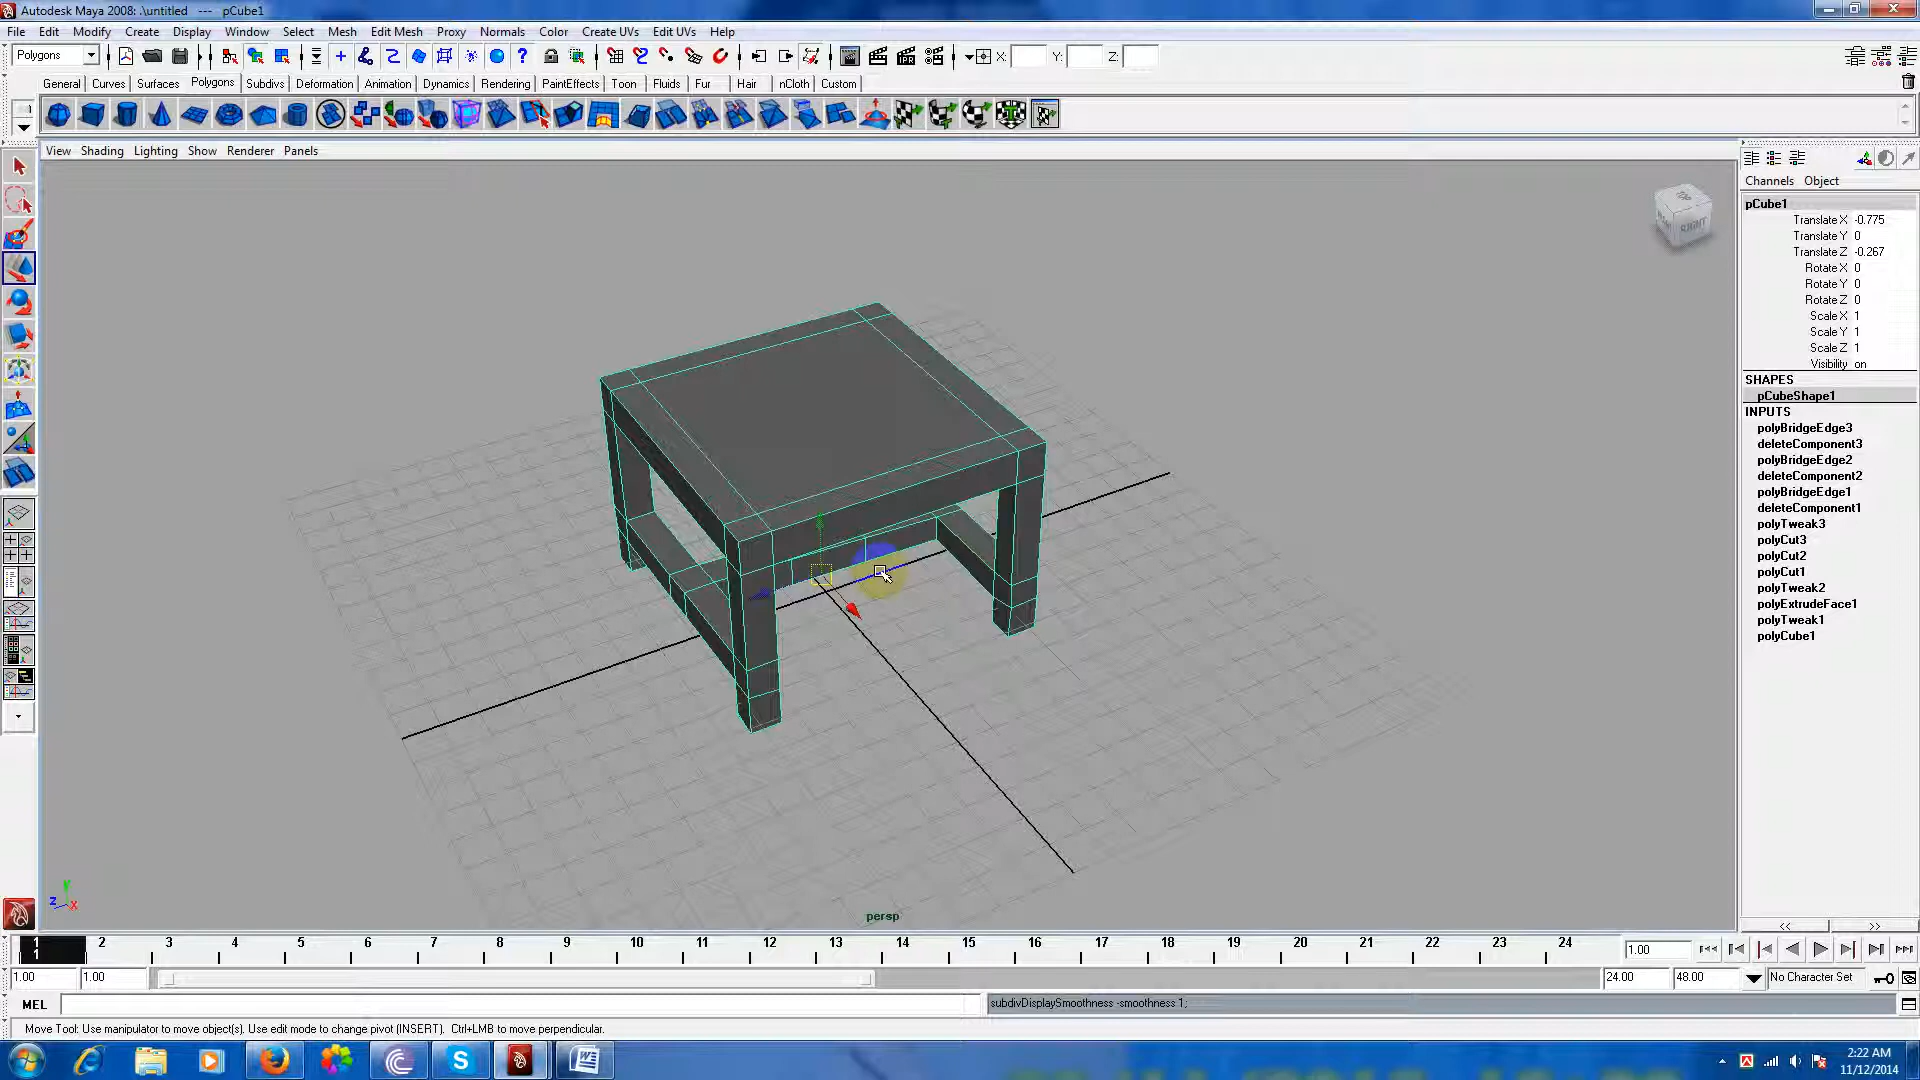 Autodesk Maya 2008: .\untitled --- pCube1
File Edit Modify Create Display Window Select Mesh Edit Mesh Proxy Normals Color Create UVs Edit UVs Help
Polygons X: Y: Z:
General Curves Surfaces Polygons Subdivs Deformation Animation Dynamics Rendering PaintEffects Toon Fluids Fur Hair nCloth Custom
View Shading Lighting Show Renderer Panels
Channels Object
pCube1
Translate X -0.775
Translate Y 0
Translate Z -0.267
Rotate X 0
Rotate Y 0
Rotate Z 0
Scale X 1
Scale Y 1
Scale Z 1
Visibility on
SHAPES
pCubeShape1
INPUTS
polyBridgeEdge3
deleteComponent3
polyBridgeEdge2
deleteComponent2
polyBridgeEdge1
deleteComponent1
polyTweak3
polyCut3
polyCut2
polyCut1
polyTweak2
polyExtrudeFace1
polyTweak1
polyCube1
RIGHT
y
z x
persp
<< >>
1 2 3 4 5 6 7 8 9 10 11 12 13 14 15 16 17 18 19 20 21 22 23 24 1.00
1
1.00 1.00 24.00 48.00 No Character Set
MEL subdivDisplaySmoothness -smoothness 1;
Move Tool: Use manipulator to move object(s). Use edit mode to change pivot (INSERT). Ctrl+LMB to move perpendicular.
2:22 AM
11/12/2014